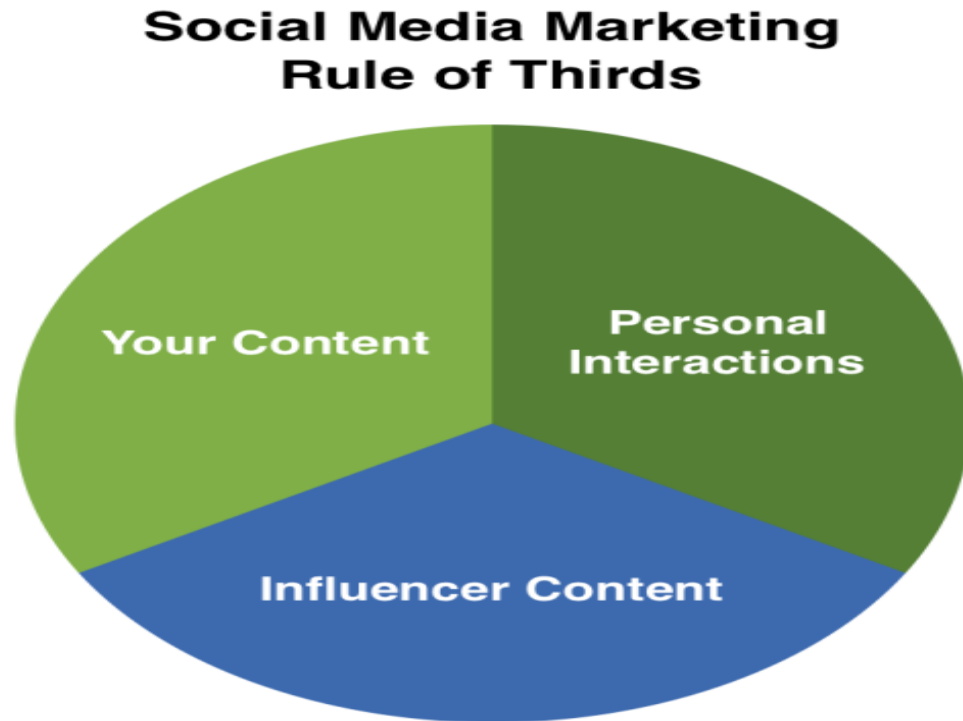 Social Media Marketing
Rule of Thirds
Your Content
Personal
Interactions
Influencer Content